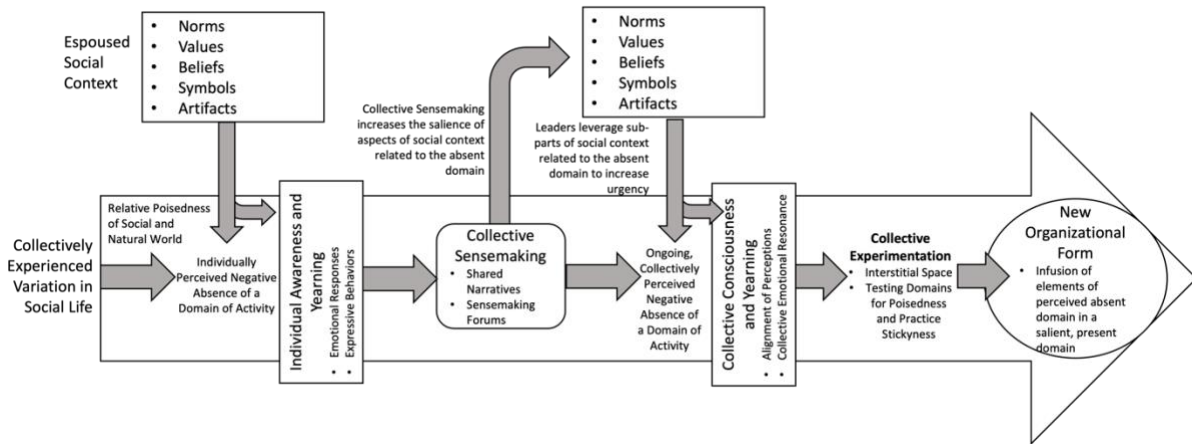 Espoused
Social
Context
• Norms
• Values
• Beliefs
• Symbols
• Artifacts
Collective Sensemaking
increases the salience of
aspects of social context
related to the absent
domain
• Norms
• Values
• Beliefs
• Symbols
• Artifacts
Leaders leverage sub-
parts of social context
related to the absent
domain to increase
urgency
Collectively
Experienced
Variation in
Social Life
Relative Poisedness
of Social and
Natural World
Individually
Perceived Negative
Absence of a
Domain of Activity
Individual Awareness and
Yearning
• Emotional Responses
• Expressive Behaviors
Collective
Sensemaking
• Shared
Narratives
• Sensemaking
Forums
Ongoing,
Collectively
Perceived
Negative
Absence of
a Domain of
Activity
Collective Consciousness
and Yearning
• Alignment of Perceptions
• Collective Emotional Resonance
Collective
Experimentation
• Interstitial Space
• Testing Domains
for Poisedness
and Practice
Stickyness
New
Organizational
Form
• Infusion of
elements of
perceived absent
domain in a
salient, present
domain